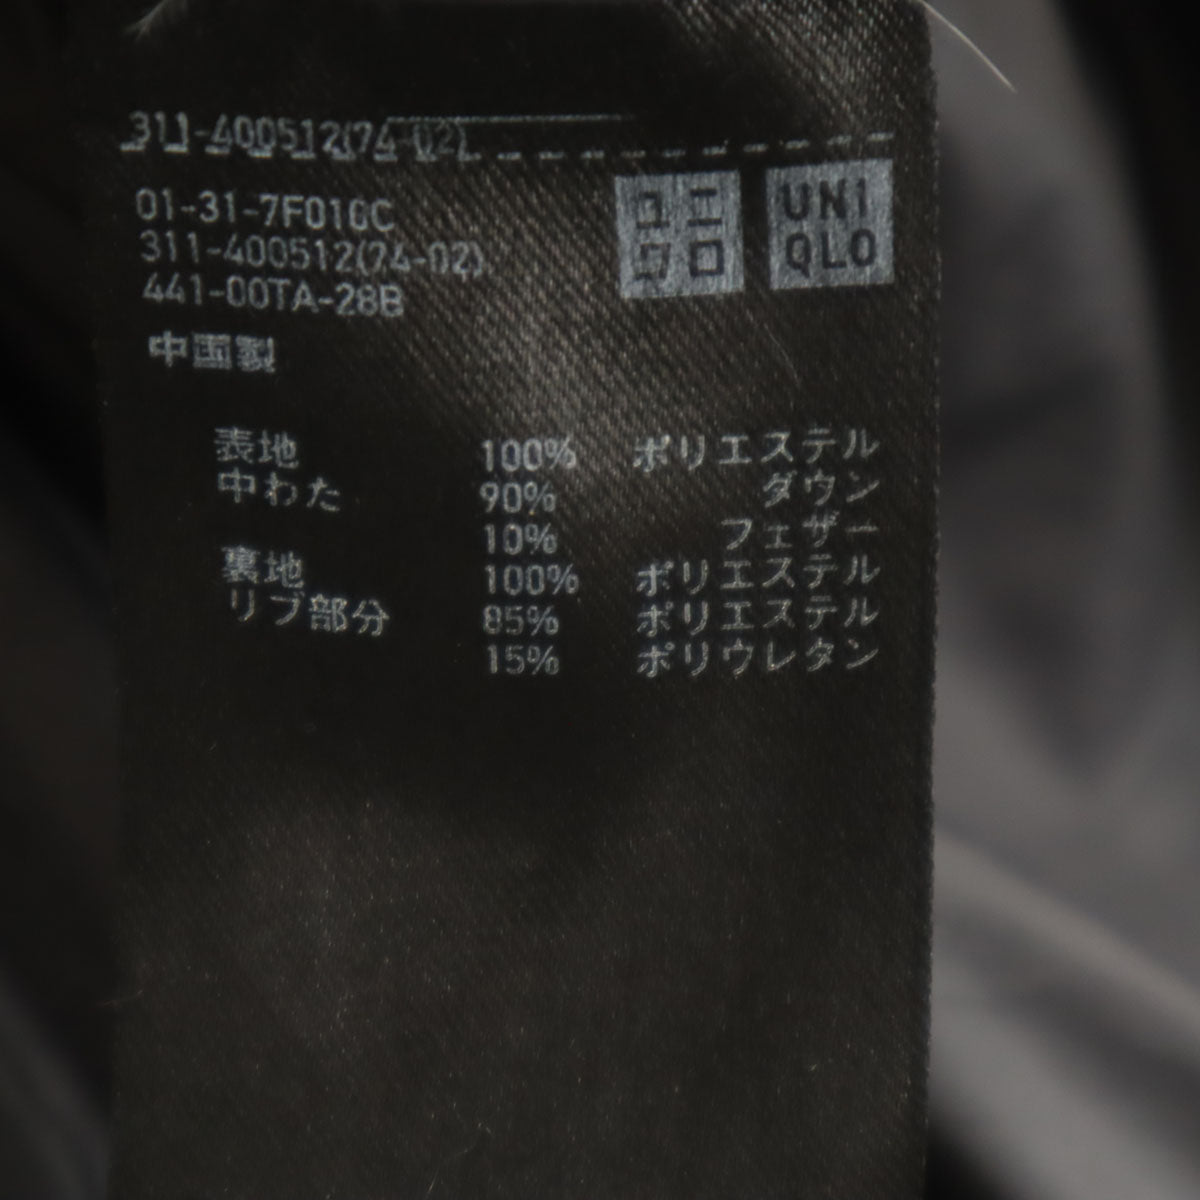 311-400512(74-02)
ユニクロ UNIQLO
01-31-7F01GC
311-400512(74-02)
441-00TA-28B
中国製
表地 100% ポリエステル
中わた 90% ダウン
10% フェザー
裏地 100% ポリエステル
リブ部分 85% ポリエステル
15% ポリウレタン